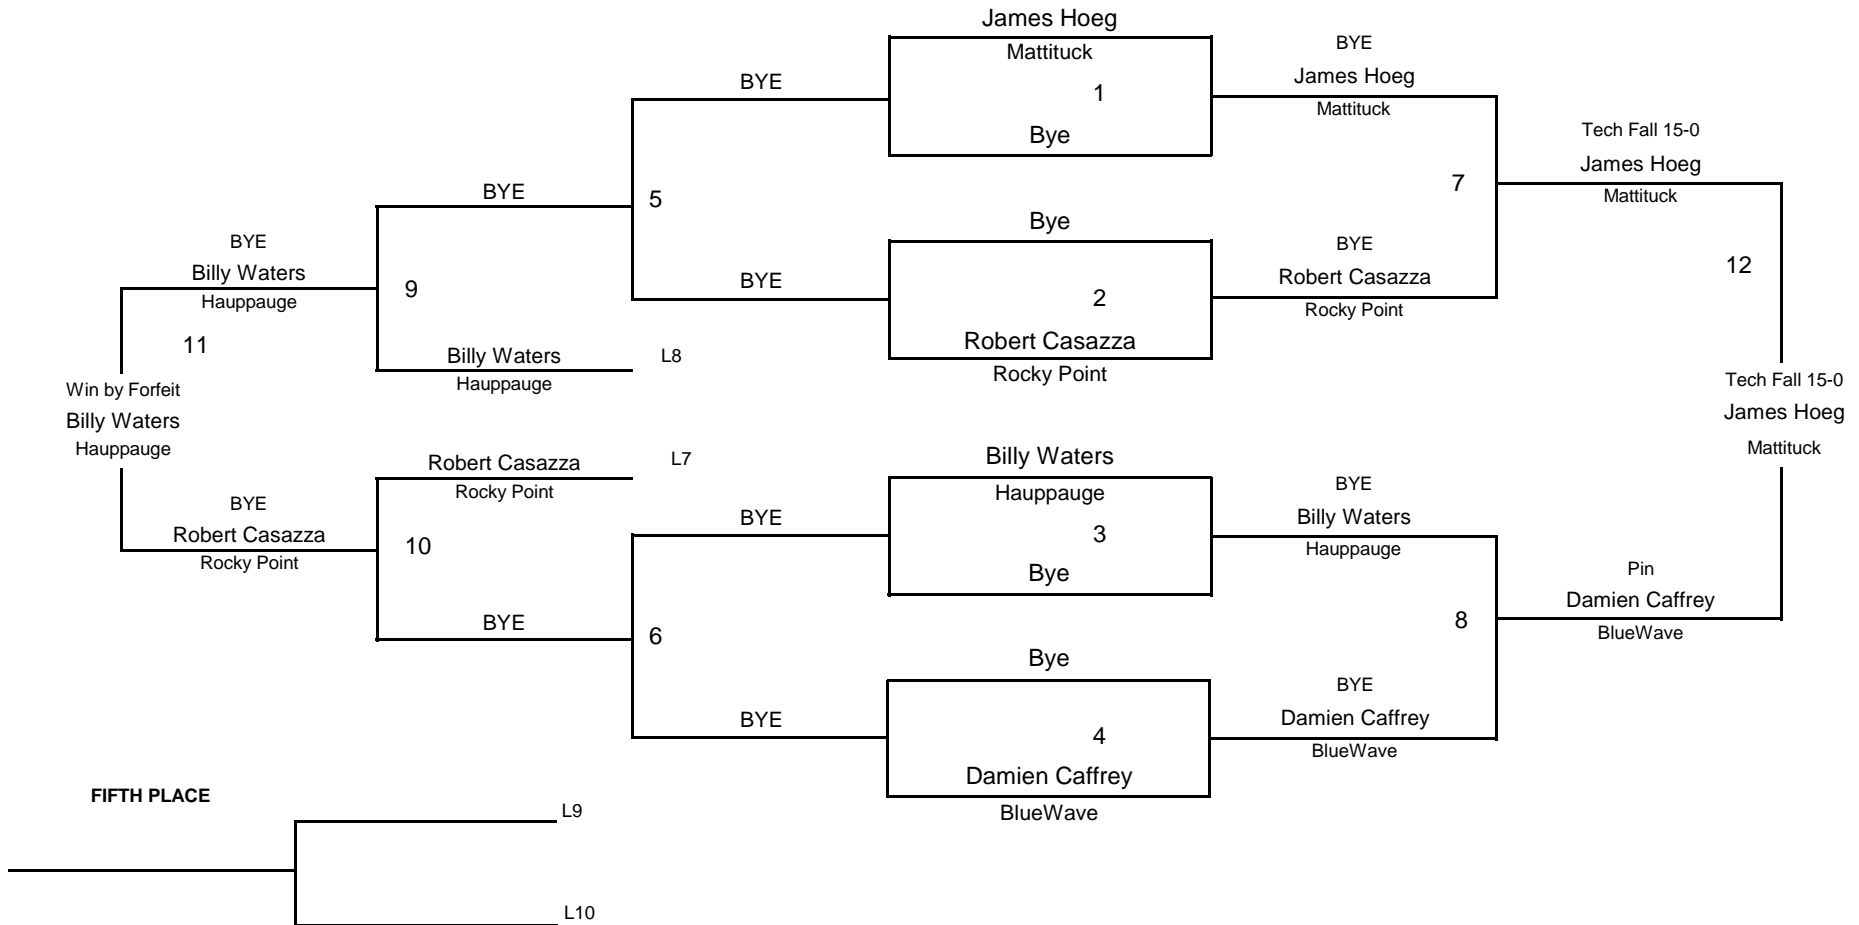 James Hoeg
Mattituck
1
Bye
Bye
2
Robert Casazza
Rocky Point
Billy Waters
Hauppauge
3
Bye
Bye
4
Damien Caffrey
BlueWave
BYE
James Hoeg
Mattituck
7
BYE
Robert Casazza
Rocky Point
BYE
Billy Waters
Hauppauge
8
BYE
Damien Caffrey
BlueWave
Tech Fall 15-0
James Hoeg
Mattituck
12
Pin
Damien Caffrey
BlueWave
Tech Fall 15-0
James Hoeg
Mattituck
BYE
5
BYE
BYE
6
BYE
BYE
9
Billy Waters
L8
Hauppauge
Robert Casazza
L7
Rocky Point
10
BYE
BYE
Billy Waters
Hauppauge
11
BYE
Robert Casazza
Rocky Point
Win by Forfeit
Billy Waters
Hauppauge
FIFTH PLACE
L9
L10